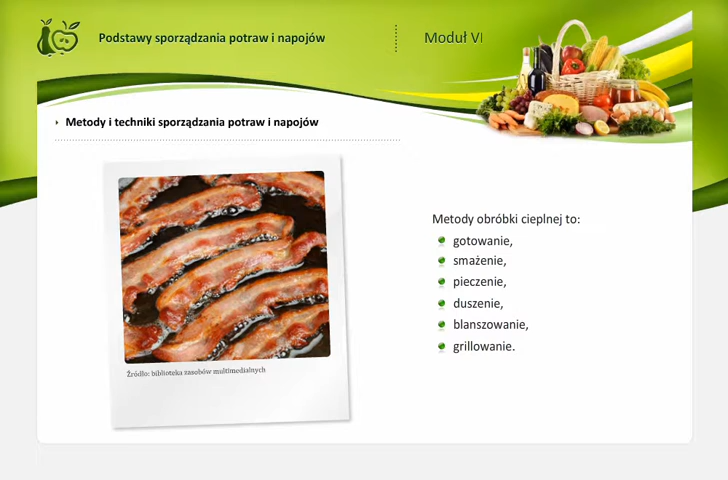 Podstawy sporządzania potraw i napojów
Moduł VI
Metody i techniki sporządzania potraw i napojów
Źródło: biblioteka zasobów multimedialnych
Metody obróbki cieplnej to:
gotowanie,
smażenie,
pieczenie,
duszenie,
blanszowanie,
grillowanie.